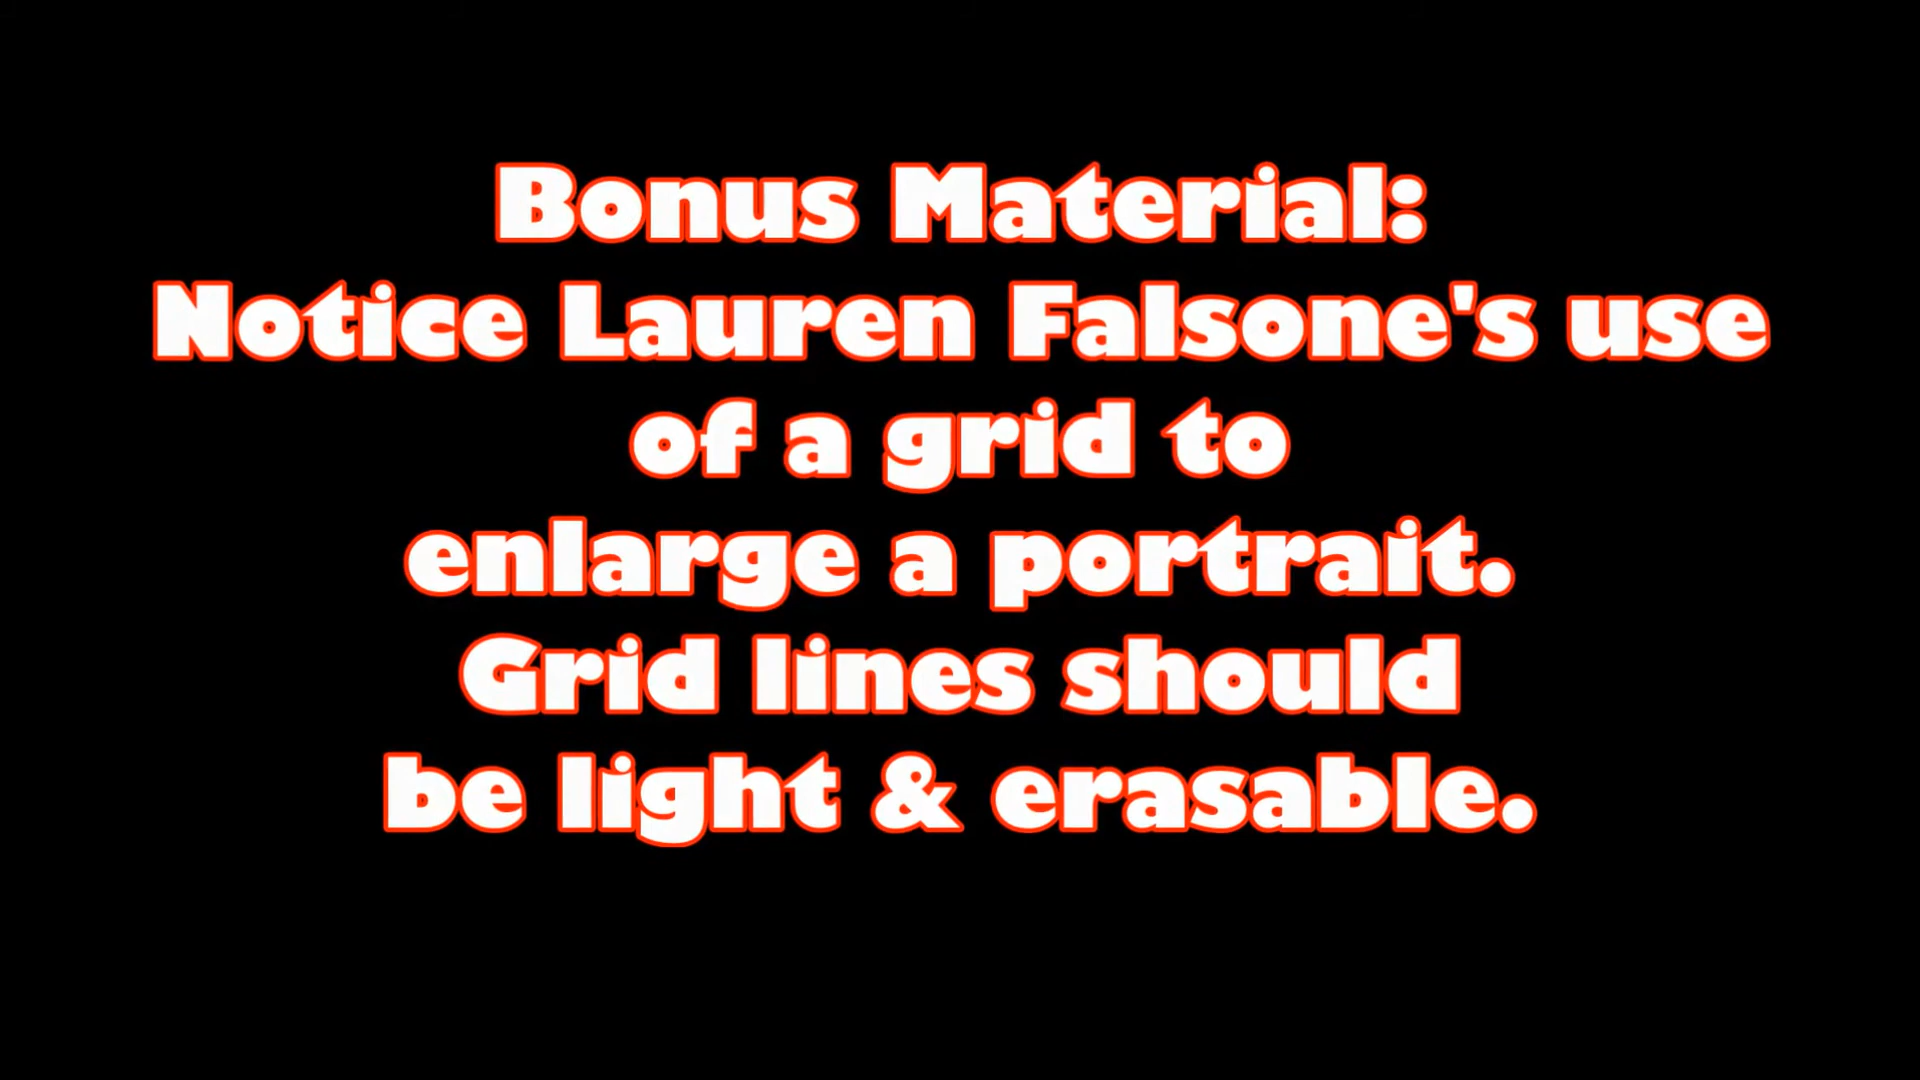 Bonus Material:
Notice Lauren Falsone's use
of a grid to
enlarge a portrait.
Grid lines should
be light & erasable.